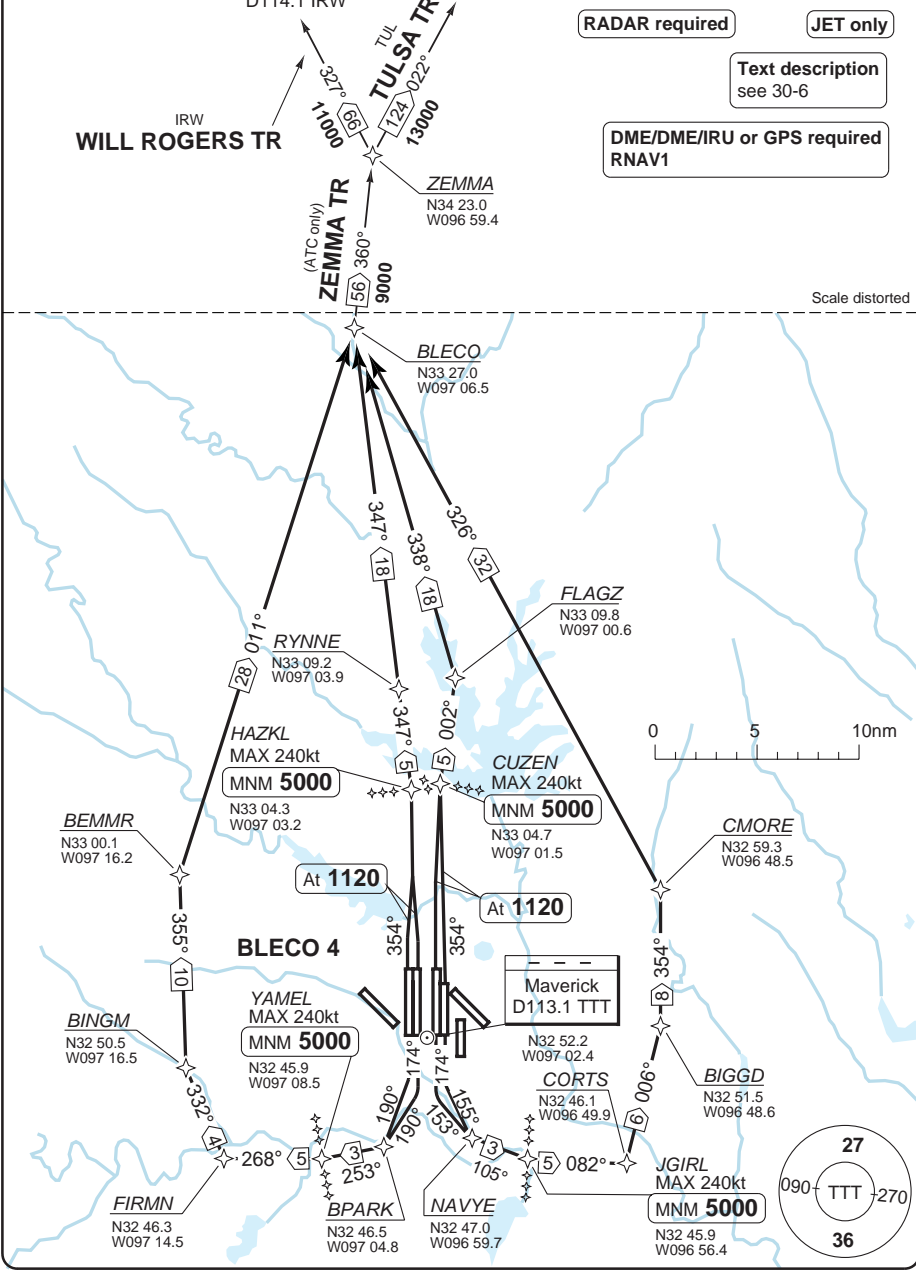 D114.1 IRW
TUL
TULSA TR
RADAR required
JET only
327°
66
11000
022°
124
13000
Text description
see 30-6
IRW
WILL ROGERS TR
DME/DME/IRU or GPS required
RNAV1
ZEMMA
N34 23.0
W096 59.4
(ATC only)
ZEMMA TR
360°
56
9000
Scale distorted
BLECO
N33 27.0
W097 06.5
347°
18
338°
18
326°
32
FLAGZ
N33 09.8
W097 00.6
011°
28
RYNNE
N33 09.2
W097 03.9
347°
5
002°
5
0 5 10nm
HAZKL
MAX 240kt
MNM 5000
N33 04.3
W097 03.2
CUZEN
MAX 240kt
MNM 5000
N33 04.7
W097 01.5
BEMMR
N33 00.1
W097 16.2
CMORE
N32 59.3
W096 48.5
At 1120
At 1120
355°
10
354°
354°
354°
8
BLECO 4
Maverick
D113.1 TTT
N32 52.2
W097 02.4
YAMEL
MAX 240kt
MNM 5000
N32 45.9
W097 08.5
BINGM
N32 50.5
W097 16.5
174°
174°
CORTS
N32 46.1
W096 49.9
BIGGD
N32 51.5
W096 48.6
332°
4
190°
190°
155°
153°
006°
6
268°
5
3
253°
3
105°
5
082°
FIRMN
N32 46.3
W097 14.5
BPARK
N32 46.5
W097 04.8
NAVYE
N32 47.0
W096 59.7
JGIRL
MAX 240kt
MNM 5000
N32 45.9
W096 56.4
27
090 TTT 270
36